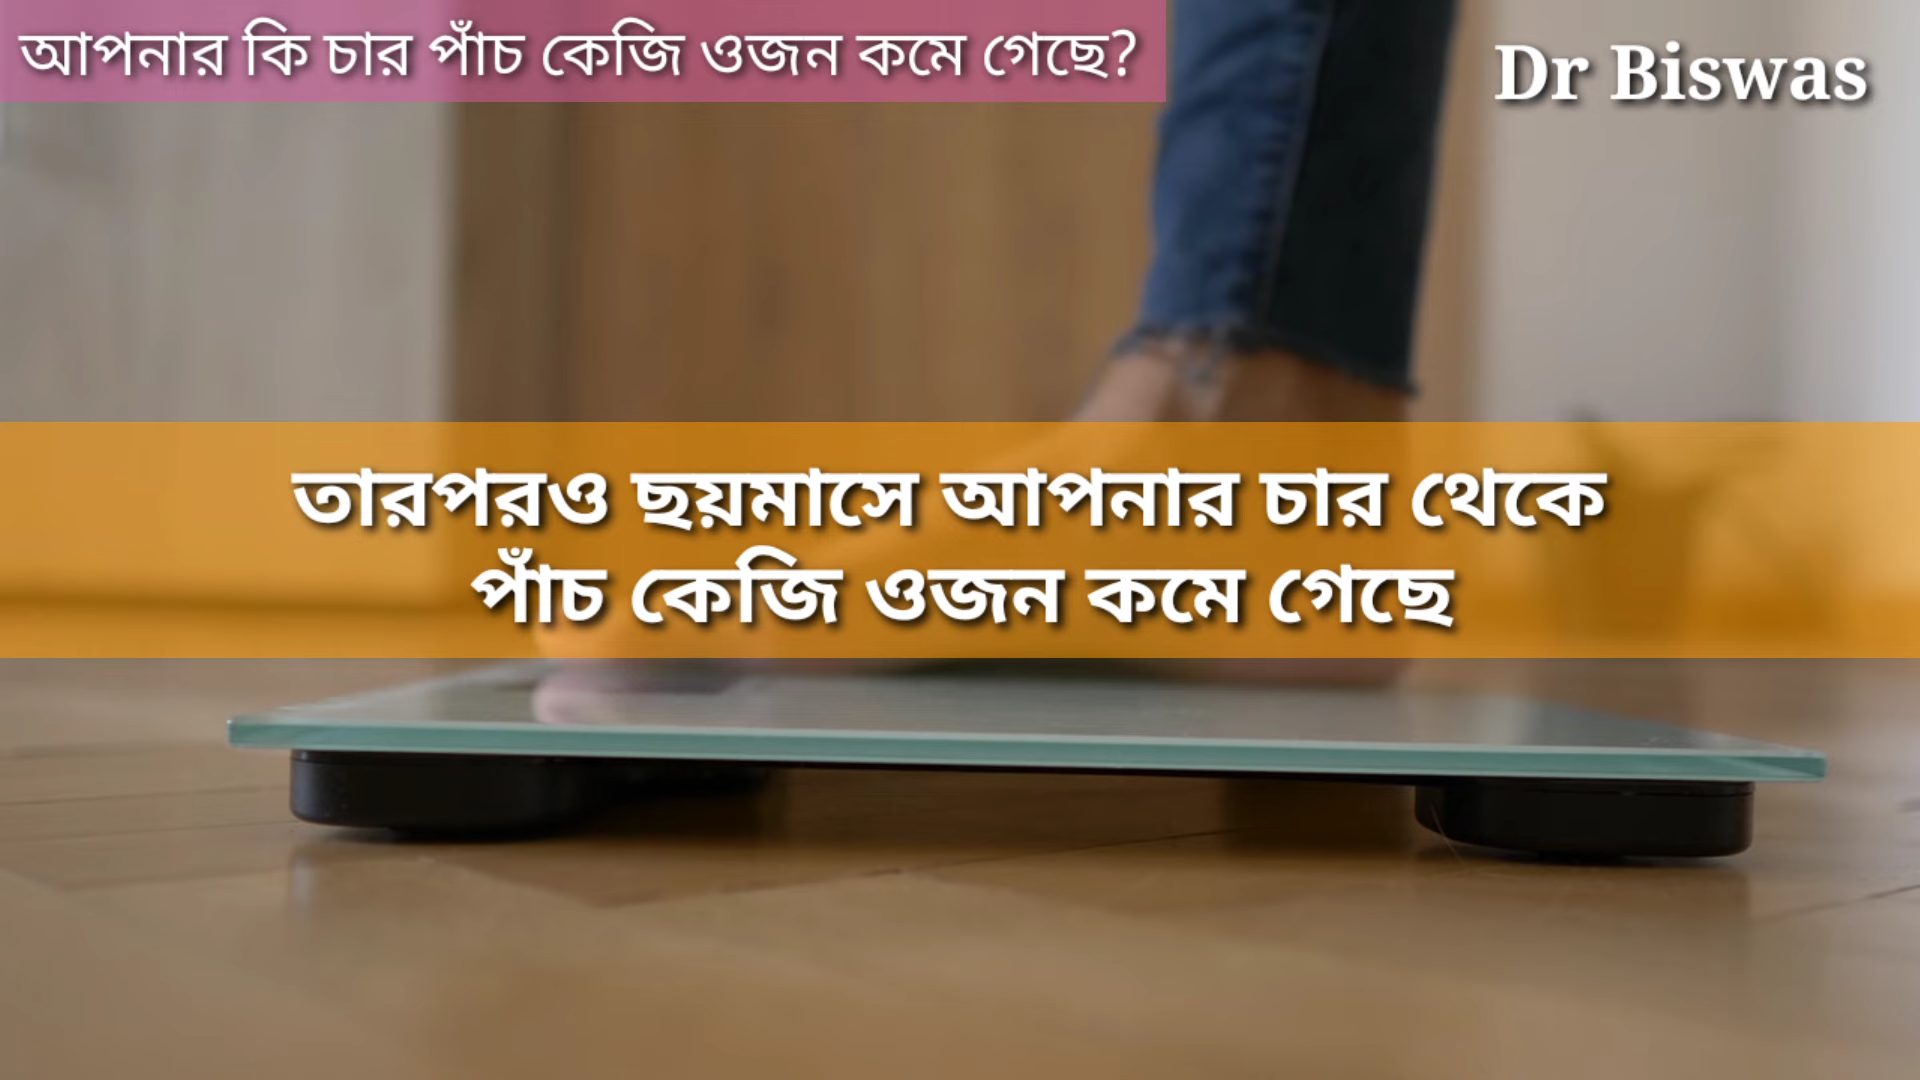 আপনার কি চার পাঁচ কেজি ওজন কমে গেছে?
Dr Biswas
তারপরও ছয়মাসে আপনার চার থেকে
পাঁচ কেজি ওজন কমে গেছে